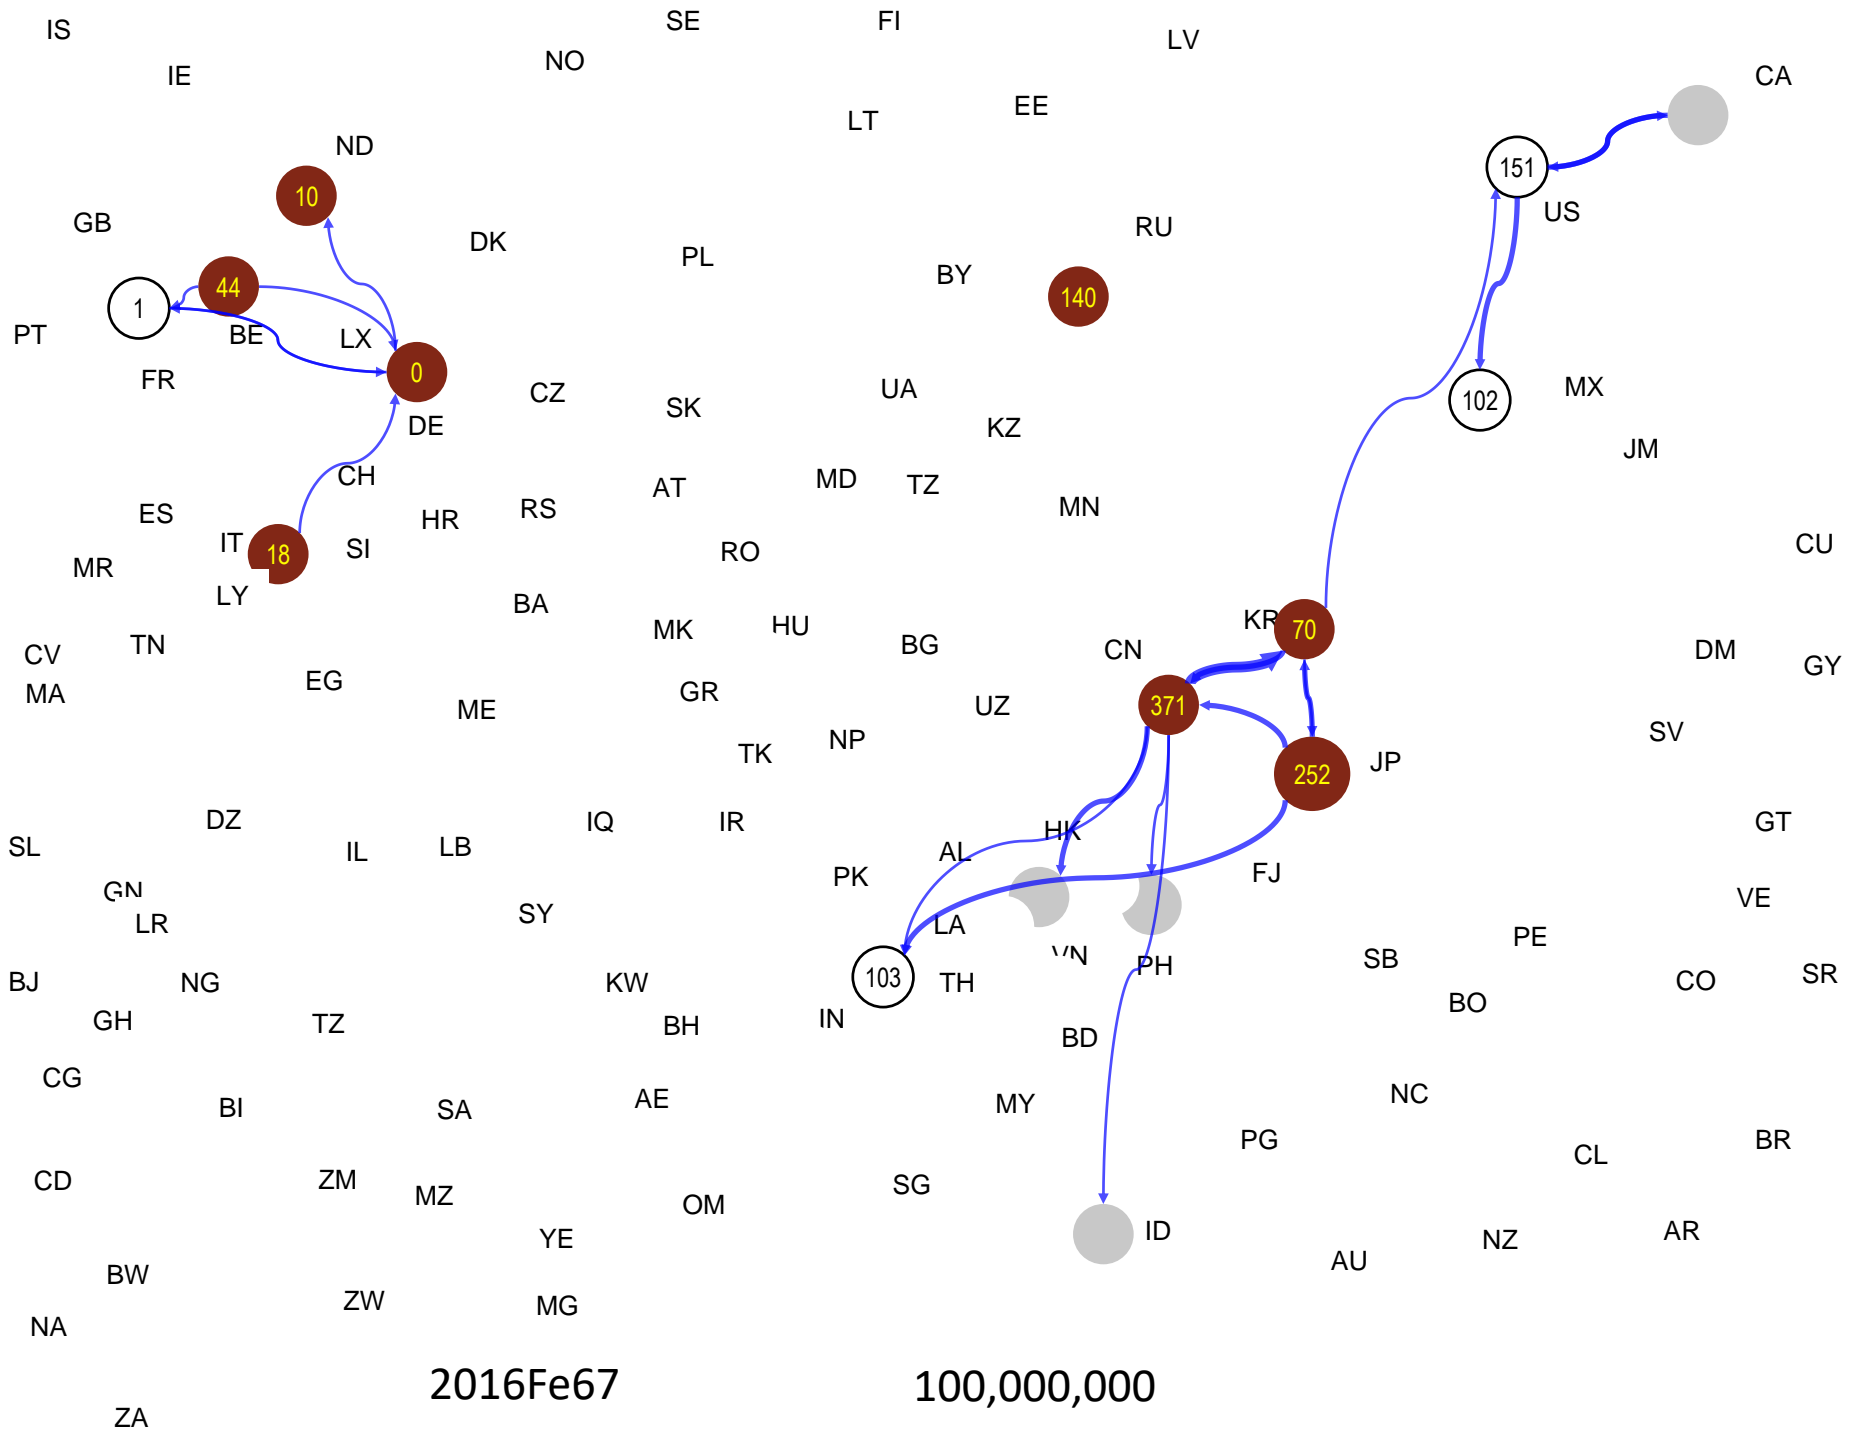 IS
SE
FI
LV
NO
IE
CA
EE
LT
ND
151
10
US
GB
RU
DK
PL
BY
44
140
1
PT
BE
LX
0
FR
CZ
UA
MX
102
SK
DE
KZ
JM
CH
MD
TZ
AT
MN
ES
RS
HR
IT
18
SI
RO
CU
MR
LY
BA
KR
70
MK
HU
TN
BG
CN
DM
CV
GY
EG
MA
GR
371
ME
UZ
SV
NP
TK
JP
252
DZ
IQ
IR
HK
GT
SL
IL
LB
AL
PK
FJ
GN
VE
LR
SY
LA
PE
VN
PH
SB
BJ
NG
KW
103
TH
CO
SR
BO
GH
TZ
BH
IN
BD
CG
BI
SA
AE
MY
NC
PG
BR
CL
CD
ZM
MZ
SG
OM
YE
ID
AU
NZ
AR
BW
ZW
MG
NA
2016Fe67
100,000,000
ZA